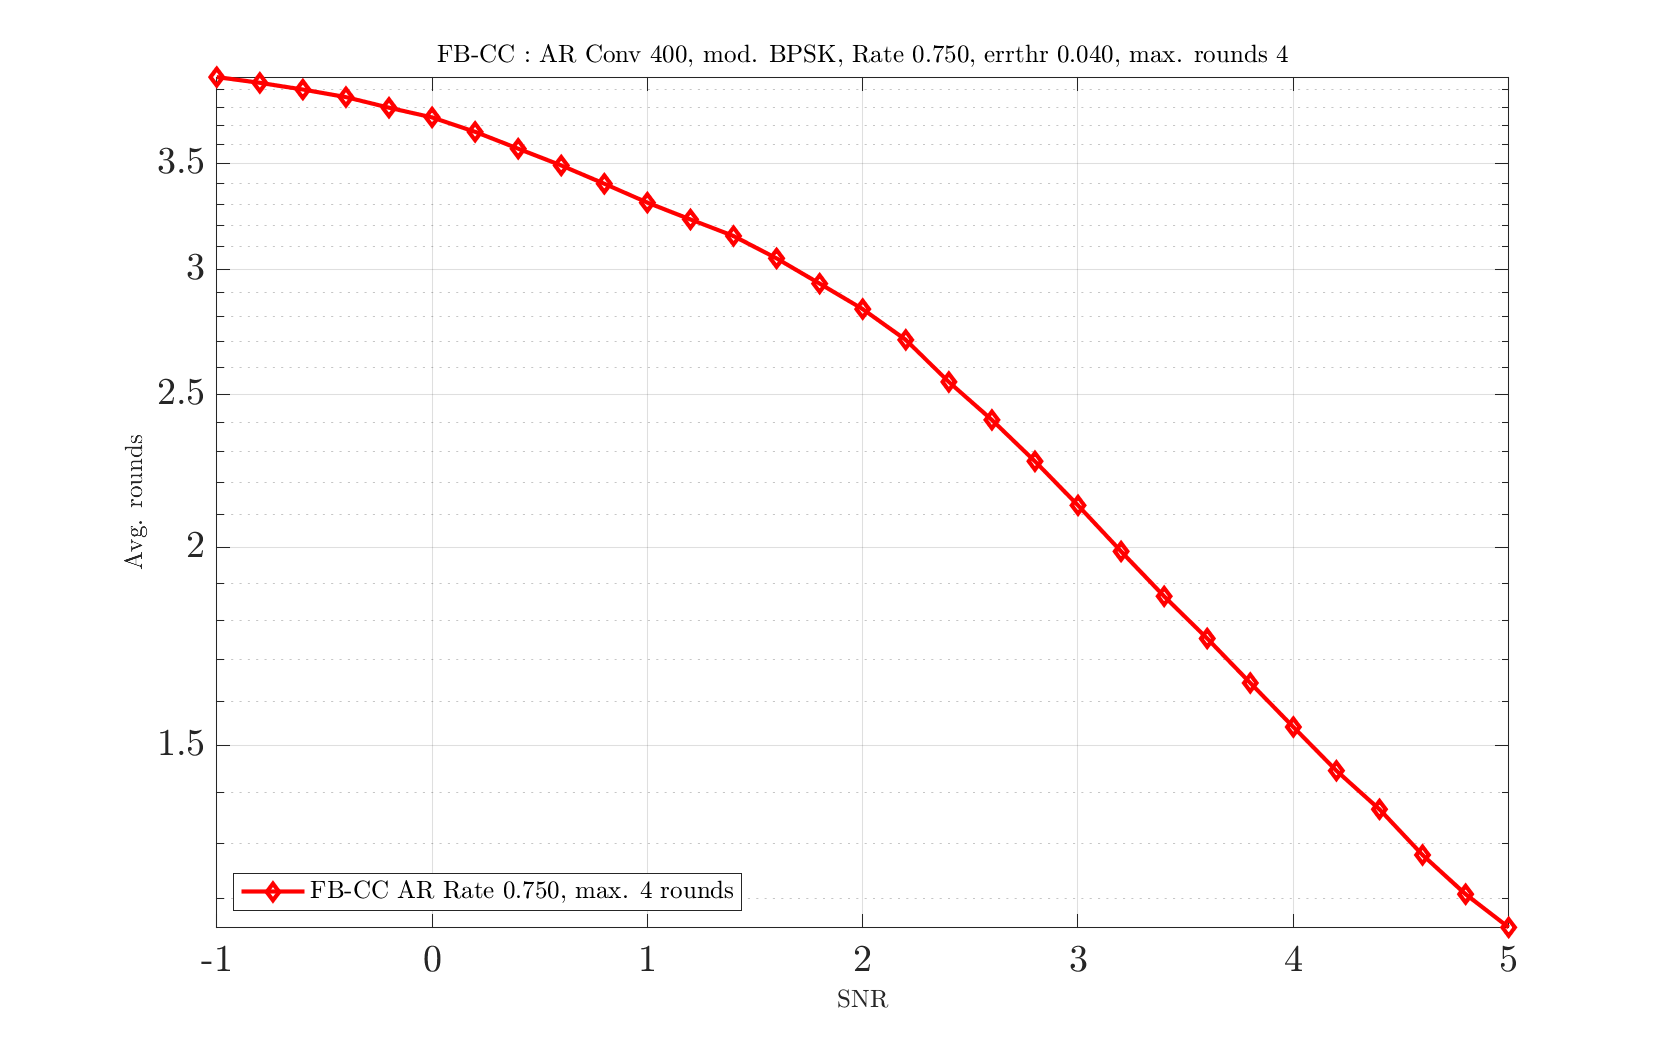 FB-CC : AR Conv 400, mod. BPSK, Rate 0.750, errthr 0.040, max. rounds 4
3.5
3
2.5
2
1.5
Avg. rounds
FB-CC AR Rate 0.750, max. 4 rounds
-1 0 1 2 3 4 5
SNR